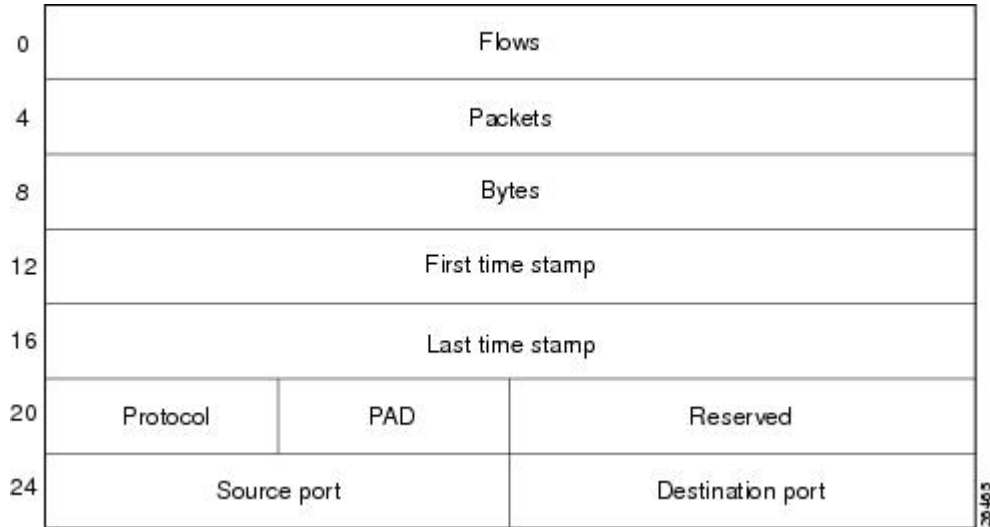 0 Flows
4 Packets
8 Bytes
12 First time stamp
16 Last time stamp
20 Protocol PAD Reserved
24 Source port Destination port